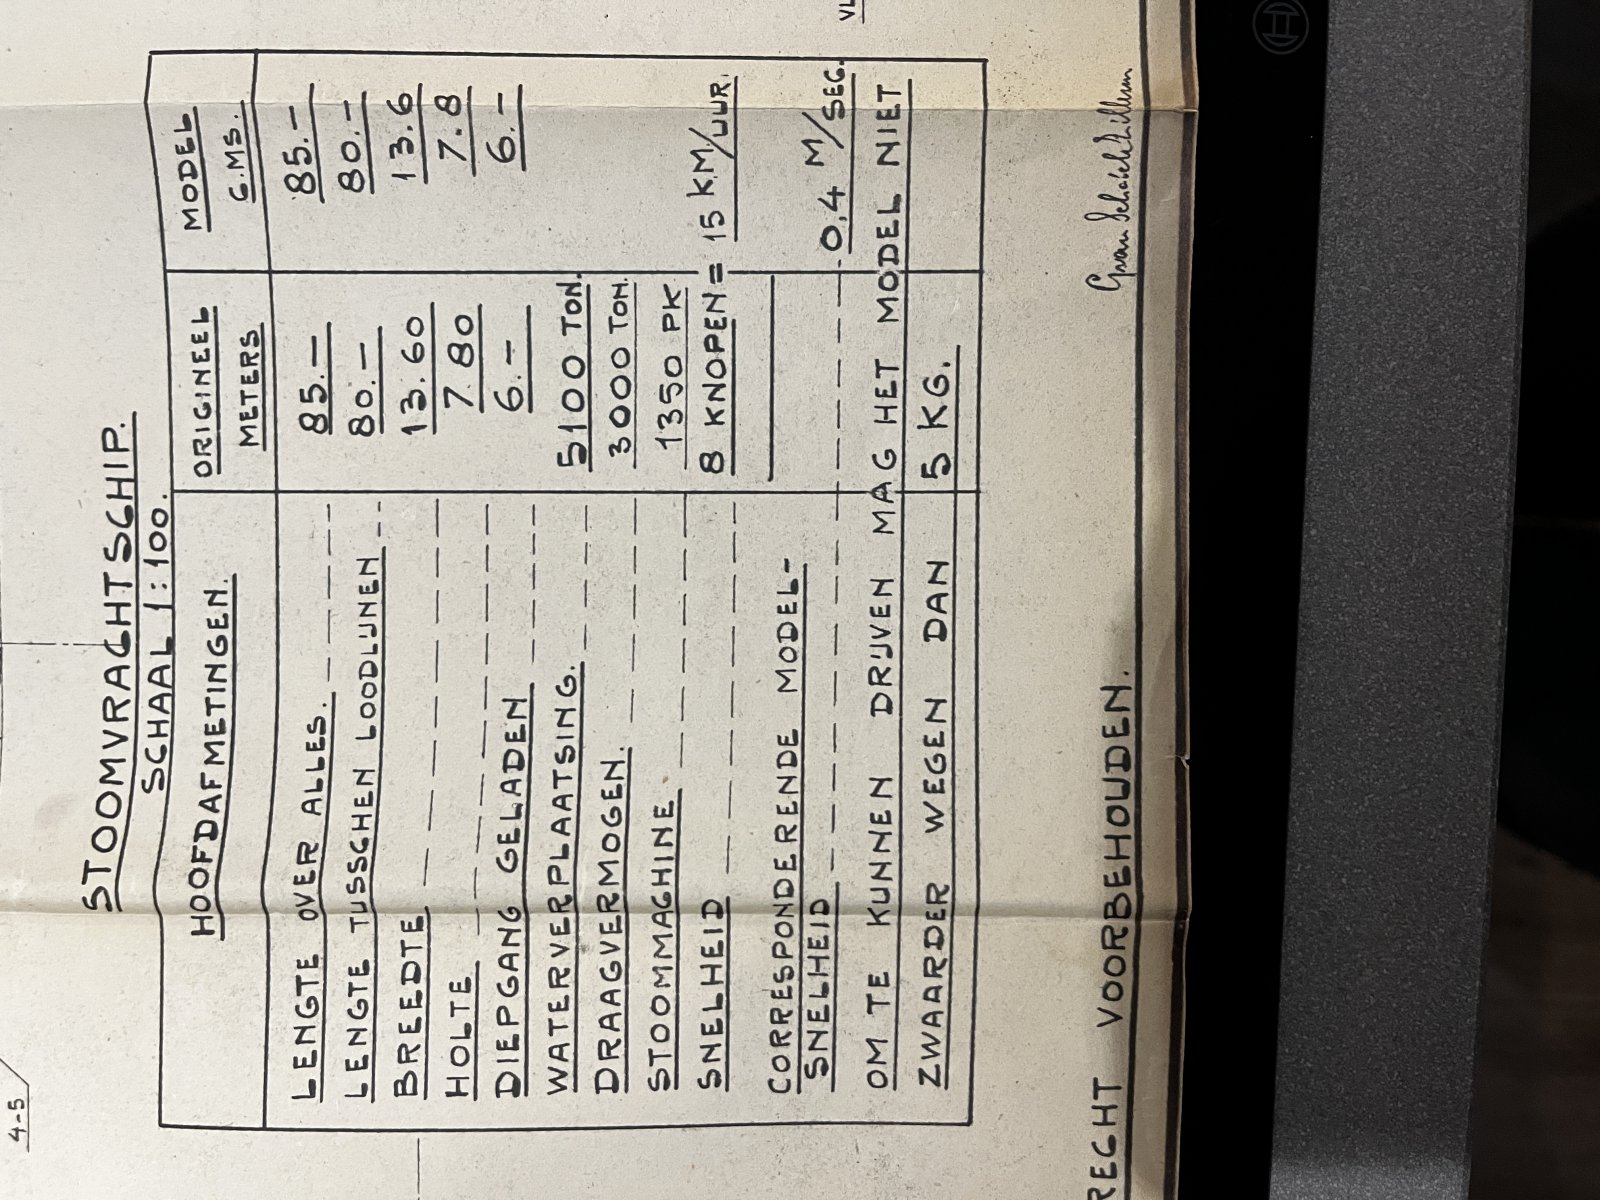 STOOMVRACHTSCHIP.
SCHAAL 1:100.
HOOFDAFMETINGEN. ORIGINEEL METERS MODEL C.MS.
LENGTE OVER ALLES. 85.— 85.—
LENGTE TUSSCHEN LOODLIJNEN 80.— 80.—
BREEDTE 13.60 13.6
HOLTE 7.80 7.8
DIEPGANG GELADEN 6.— 6.—
WATERVERPLAATSING. 5100 TON.
DRAAGVERMOGEN. 3000 TON.
STOOMMACHINE 1350 PK
SNELHEID 8 KNOPEN = 15 KM/UUR.
CORRESPONDERENDE MODEL-
SNELHEID 0,4 M/SEC.
OM TE KUNNEN DRIJVEN MAG HET MODEL NIET
ZWAARDER WEGEN DAN 5 KG.
RECHT VOORBEHOUDEN.
4-5
VL